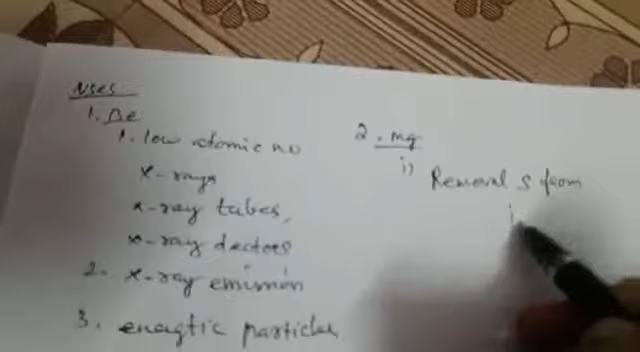 Uses
1. Be
1. low atomic no
x-rays
x-ray tubes,
x-ray dectors
2. x-ray emission
3. energtic particles
2. mg
i) Removal s from